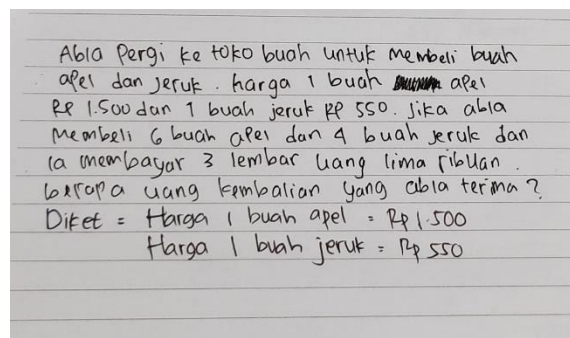 Abla pergi ke toko buah untuk membeli buah
apel dan jeruk. harga 1 buah apel
Rp 1.500 dan 1 buah jeruk Rp 550. Jika abla
membeli 6 buah apel dan 4 buah jeruk dan
ia membayar 3 lembar uang lima ribuan.
berapa uang kembalian yang abla terima?
Diket = Harga 1 buah apel = Rp 1.500
Harga 1 buah jeruk = Rp 550